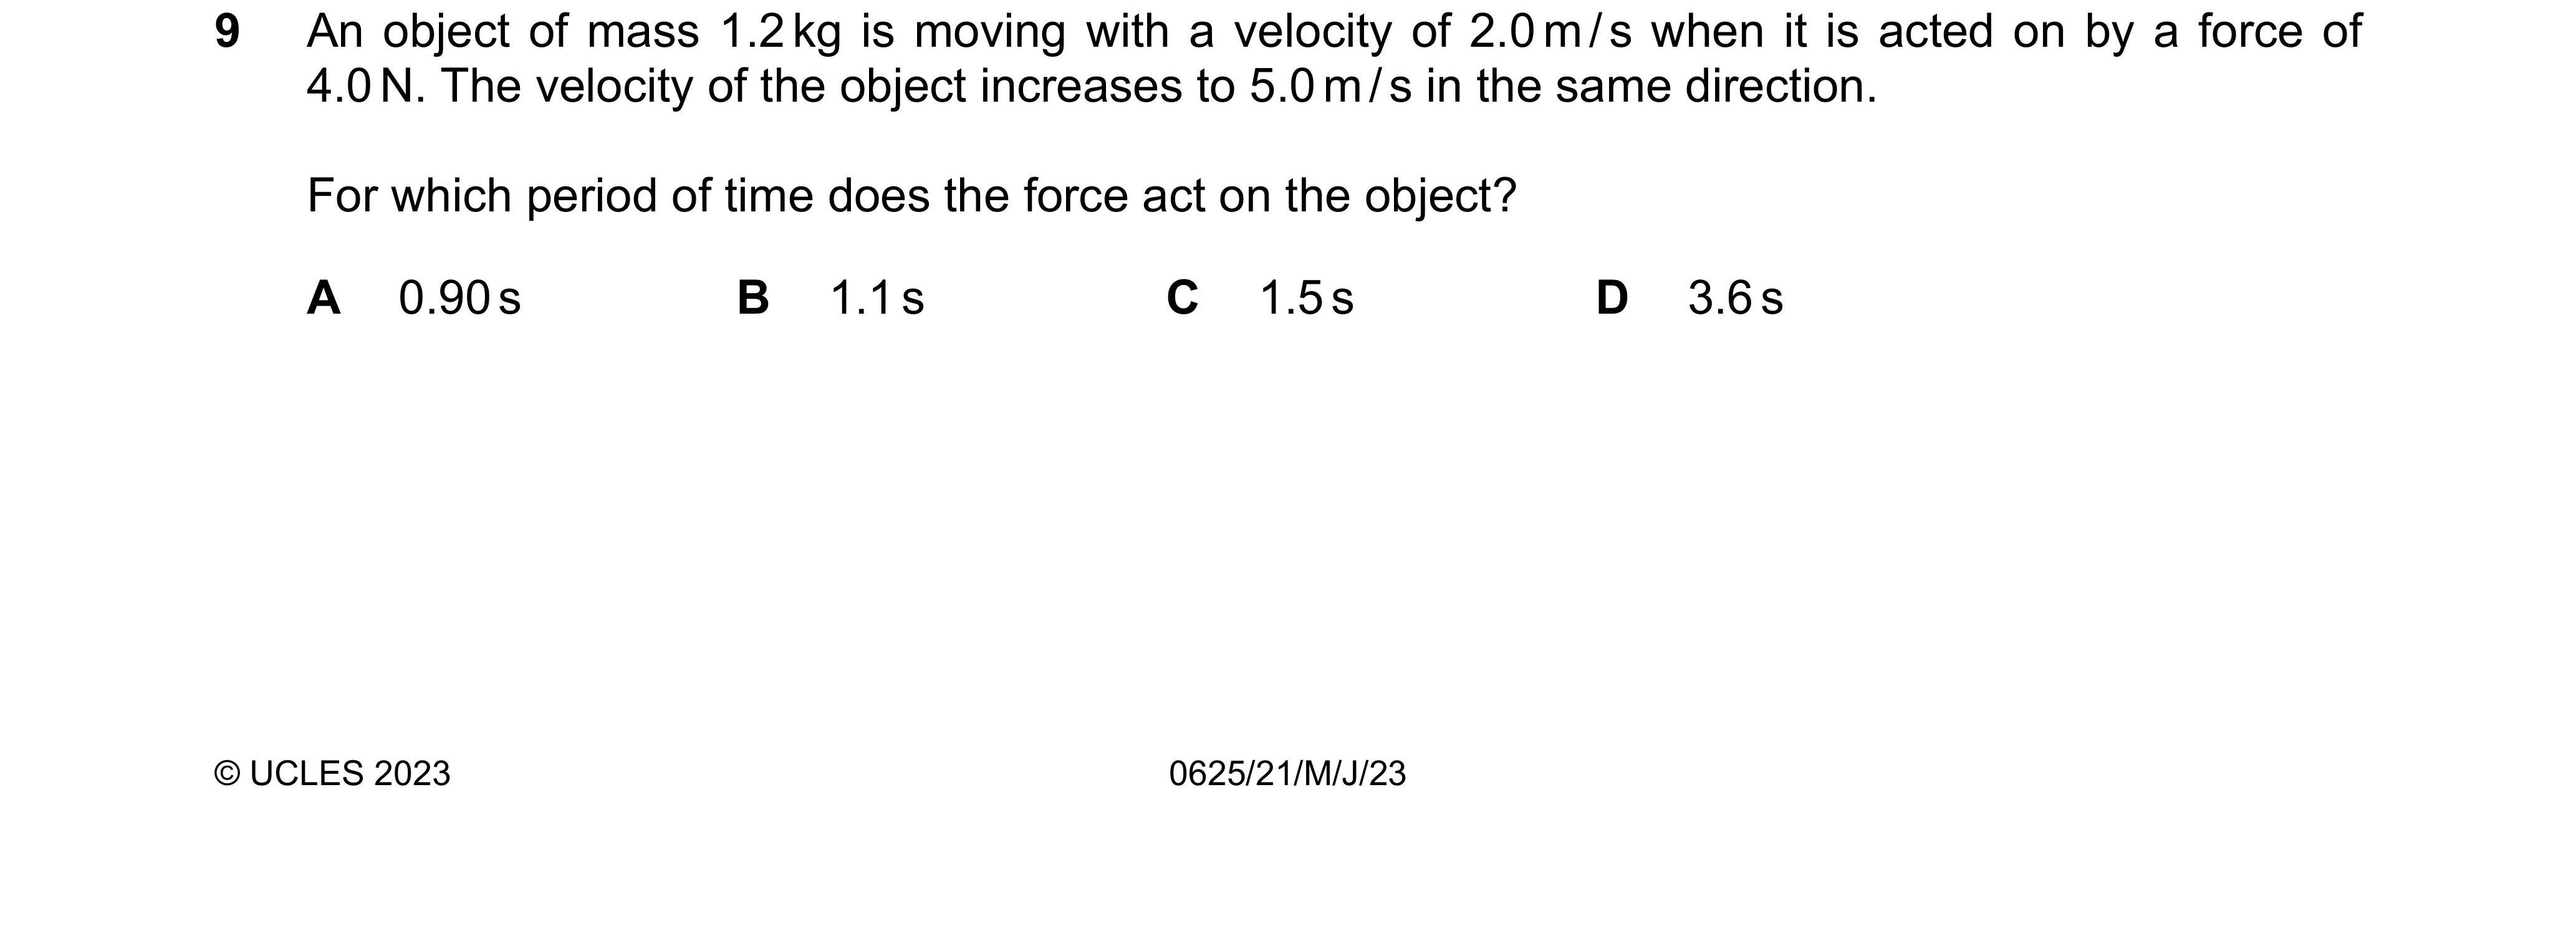 9 An object of mass 1.2 kg is moving with a velocity of 2.0 m / s when it is acted on by a force of
4.0 N. The velocity of the object increases to 5.0 m / s in the same direction.
For which period of time does the force act on the object?
A 0.90 s B 1.1 s C 1.5 s D 3.6 s
© UCLES 2023 0625/21/M/J/23